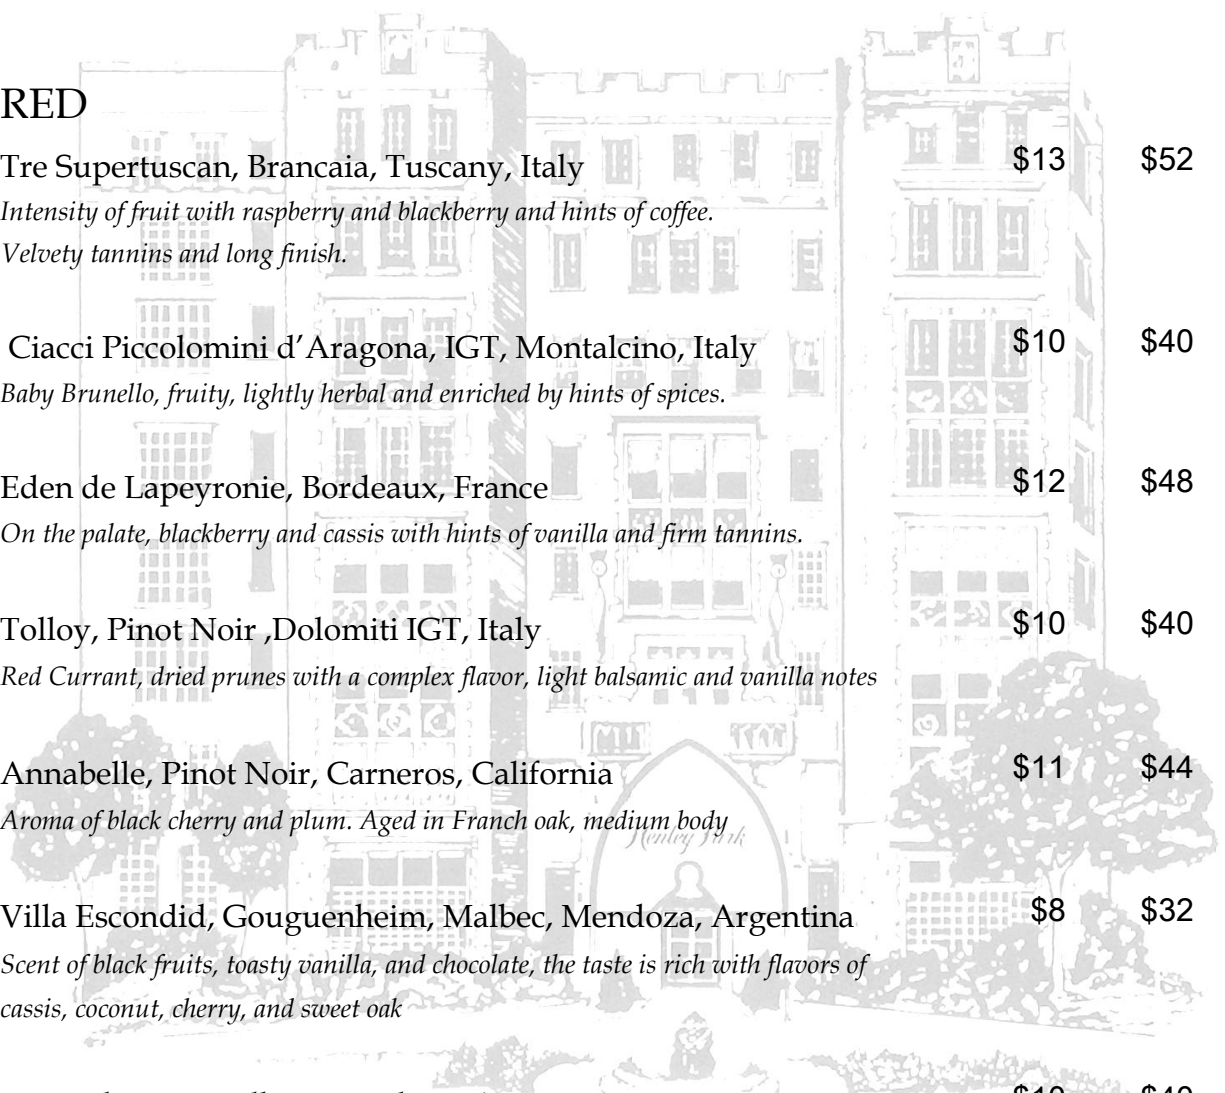 RED
Tre Supertuscan, Brancaia, Tuscany, Italy $13 $52
Intensity of fruit with raspberry and blackberry and hints of coffee.
Velvety tannins and long finish.
Ciacci Piccolomini d’Aragona, IGT, Montalcino, Italy $10 $40
Baby Brunello, fruity, lightly herbal and enriched by hints of spices.
Eden de Lapeyronie, Bordeaux, France $12 $48
On the palate, blackberry and cassis with hints of vanilla and firm tannins.
Tolloy, Pinot Noir ,Dolomiti IGT, Italy $10 $40
Red Currant, dried prunes with a complex flavor, light balsamic and vanilla notes
Annabelle, Pinot Noir, Carneros, California $11 $44
Aroma of black cherry and plum. Aged in Franch oak, medium body
Henley Park
Villa Escondid, Gouguenheim, Malbec, Mendoza, Argentina $8 $32
Scent of black fruits, toasty vanilla, and chocolate, the taste is rich with flavors of
cassis, coconut, cherry, and sweet oak